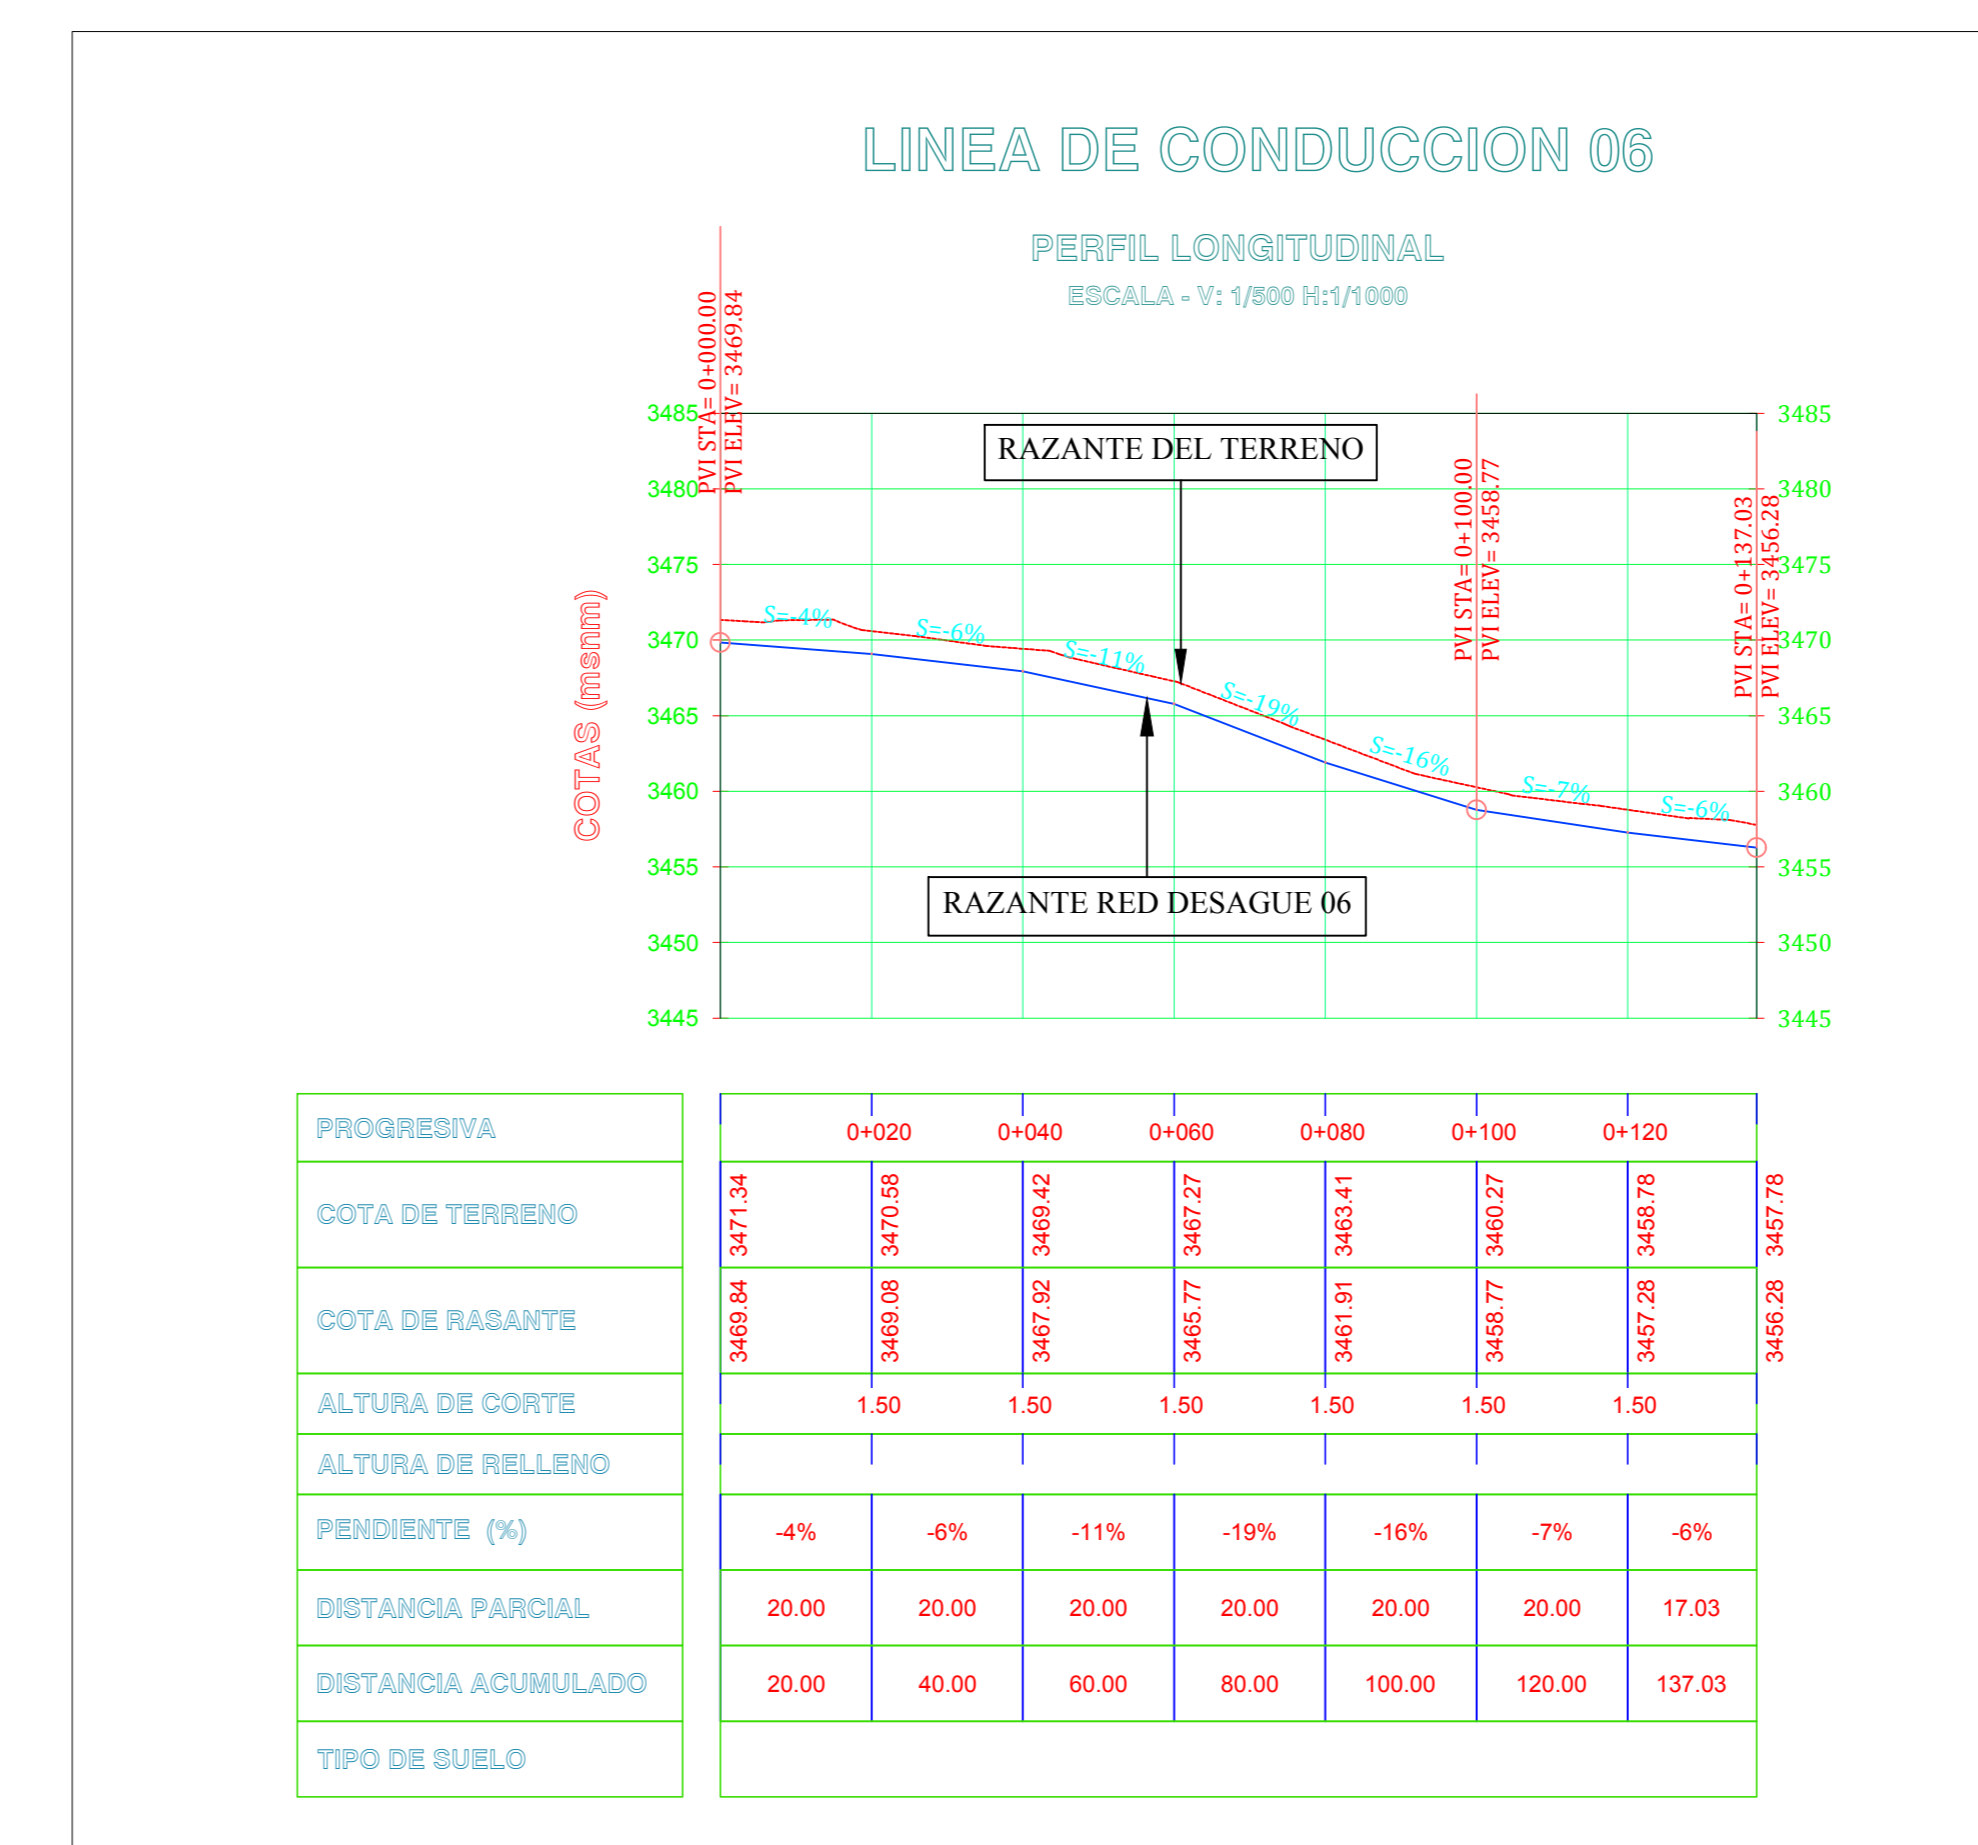 LINEA DE CONDUCCION 06
PERFIL LONGITUDINAL
ESCALA - V: 1/500 H:1/1000
PVI STA= 0+000.00
PVI ELEV= 3469.84
PVI STA= 0+100.00
PVI ELEV= 3458.77
PVI STA= 0+137.03
PVI ELEV= 3456.28
COTAS (msnm)
3485 3485
3480 3480
3475 3475
3470 3470
3465 3465
3460 3460
3455 3455
3450 3450
3445 3445
RAZANTE DEL TERRENO
S=-4% S=-6% S=-11% S=-19% S=-16% S=-7% S=-6%
RAZANTE RED DESAGUE 06
PROGRESIVA 0+020 0+040 0+060 0+080 0+100 0+120
COTA DE TERRENO 3471.34 3470.58 3469.42 3467.27 3463.41 3460.27 3458.78 3457.78
COTA DE RASANTE 3469.84 3469.08 3467.92 3465.77 3461.91 3458.77 3457.28 3456.28
ALTURA DE CORTE 1.50 1.50 1.50 1.50 1.50 1.50
ALTURA DE RELLENO
PENDIENTE (%) -4% -6% -11% -19% -16% -7% -6%
DISTANCIA PARCIAL 20.00 20.00 20.00 20.00 20.00 20.00 17.03
DISTANCIA ACUMULADO 20.00 40.00 60.00 80.00 100.00 120.00 137.03
TIPO DE SUELO